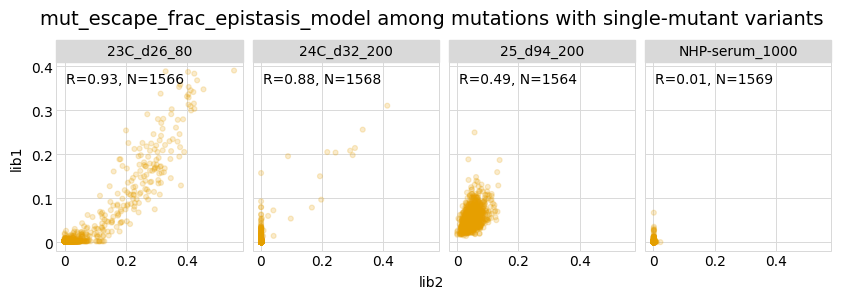 mut_escape_frac_epistasis_model among mutations with single-mutant variants
23C_d26_80 24C_d32_200 25_d94_200 NHP-serum_1000
R=0.93, N=1566 R=0.88, N=1568 R=0.49, N=1564 R=0.01, N=1569
0.4
0.3
0.2
0.1
0
lib1
0 0.2 0.4 0 0.2 0.4 0 0.2 0.4 0 0.2 0.4
lib2